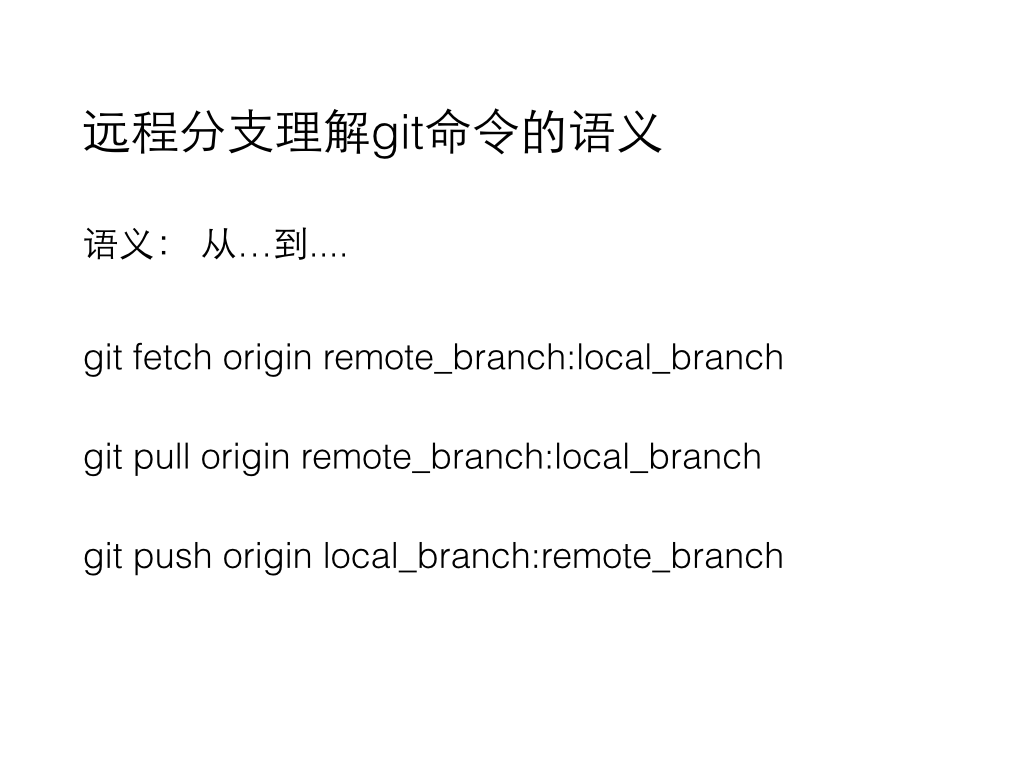 远程分支理解git命令的语义
语义： 从…到....
git fetch origin remote_branch:local_branch
git pull origin remote_branch:local_branch
git push origin local_branch:remote_branch